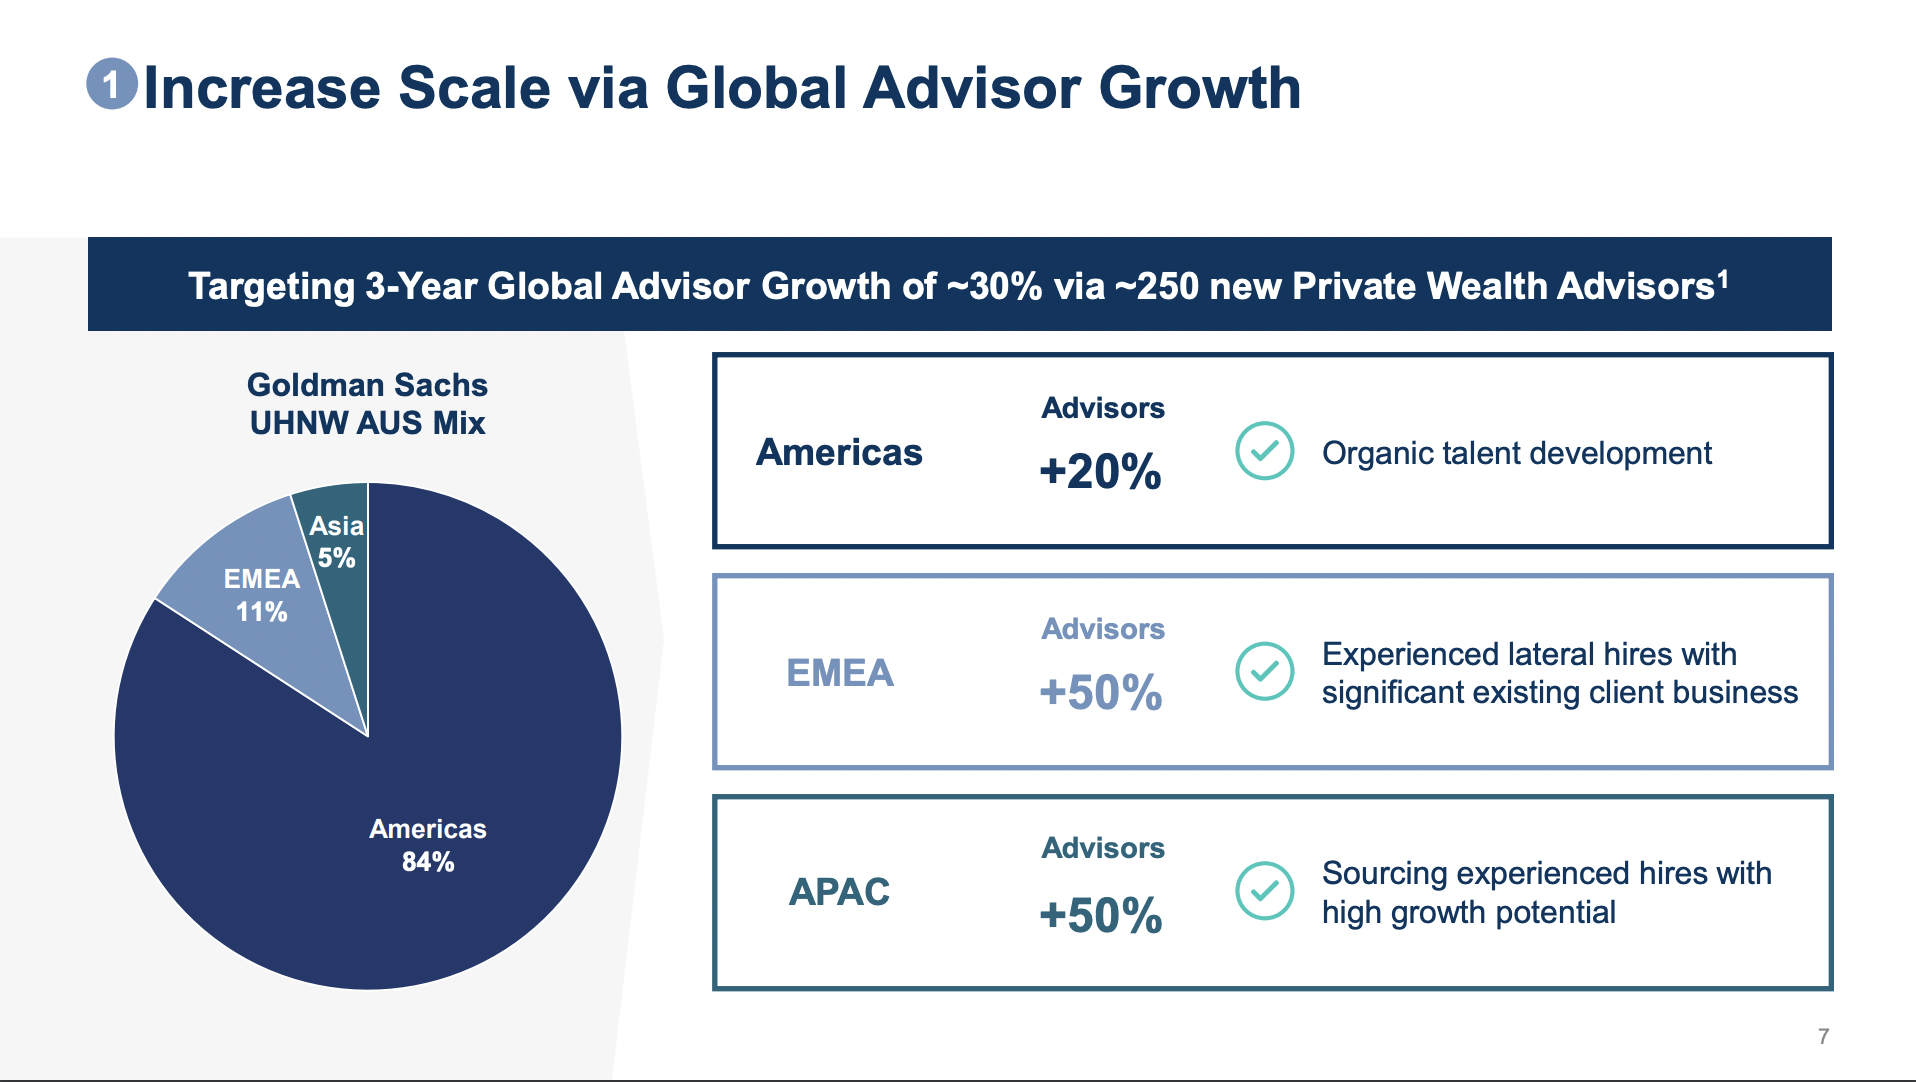 1 Increase Scale via Global Advisor Growth
Targeting 3-Year Global Advisor Growth of ~30% via ~250 new Private Wealth Advisors¹
Goldman Sachs
UHNW AUS Mix
Asia
5%
EMEA
11%
Americas
84%
Americas
Advisors
+20%
Organic talent development
EMEA
Advisors
+50%
Experienced lateral hires with
significant existing client business
APAC
Advisors
+50%
Sourcing experienced hires with
high growth potential
7